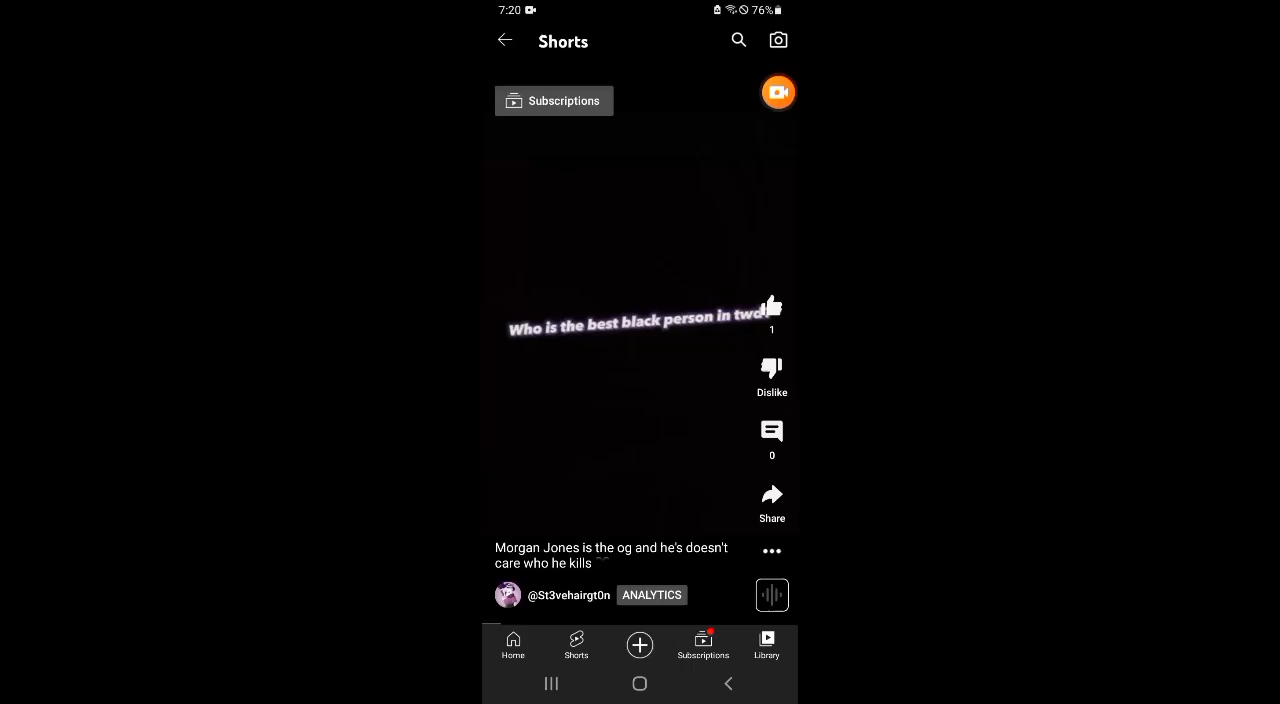 7:20
76%
Shorts
Subscriptions
Who is the best black person in twd?
1
Dislike
0
Share
Morgan Jones is the og and he's doesn't
care who he kills
@St3vehairgt0n ANALYTICS
Home Shorts Subscriptions Library